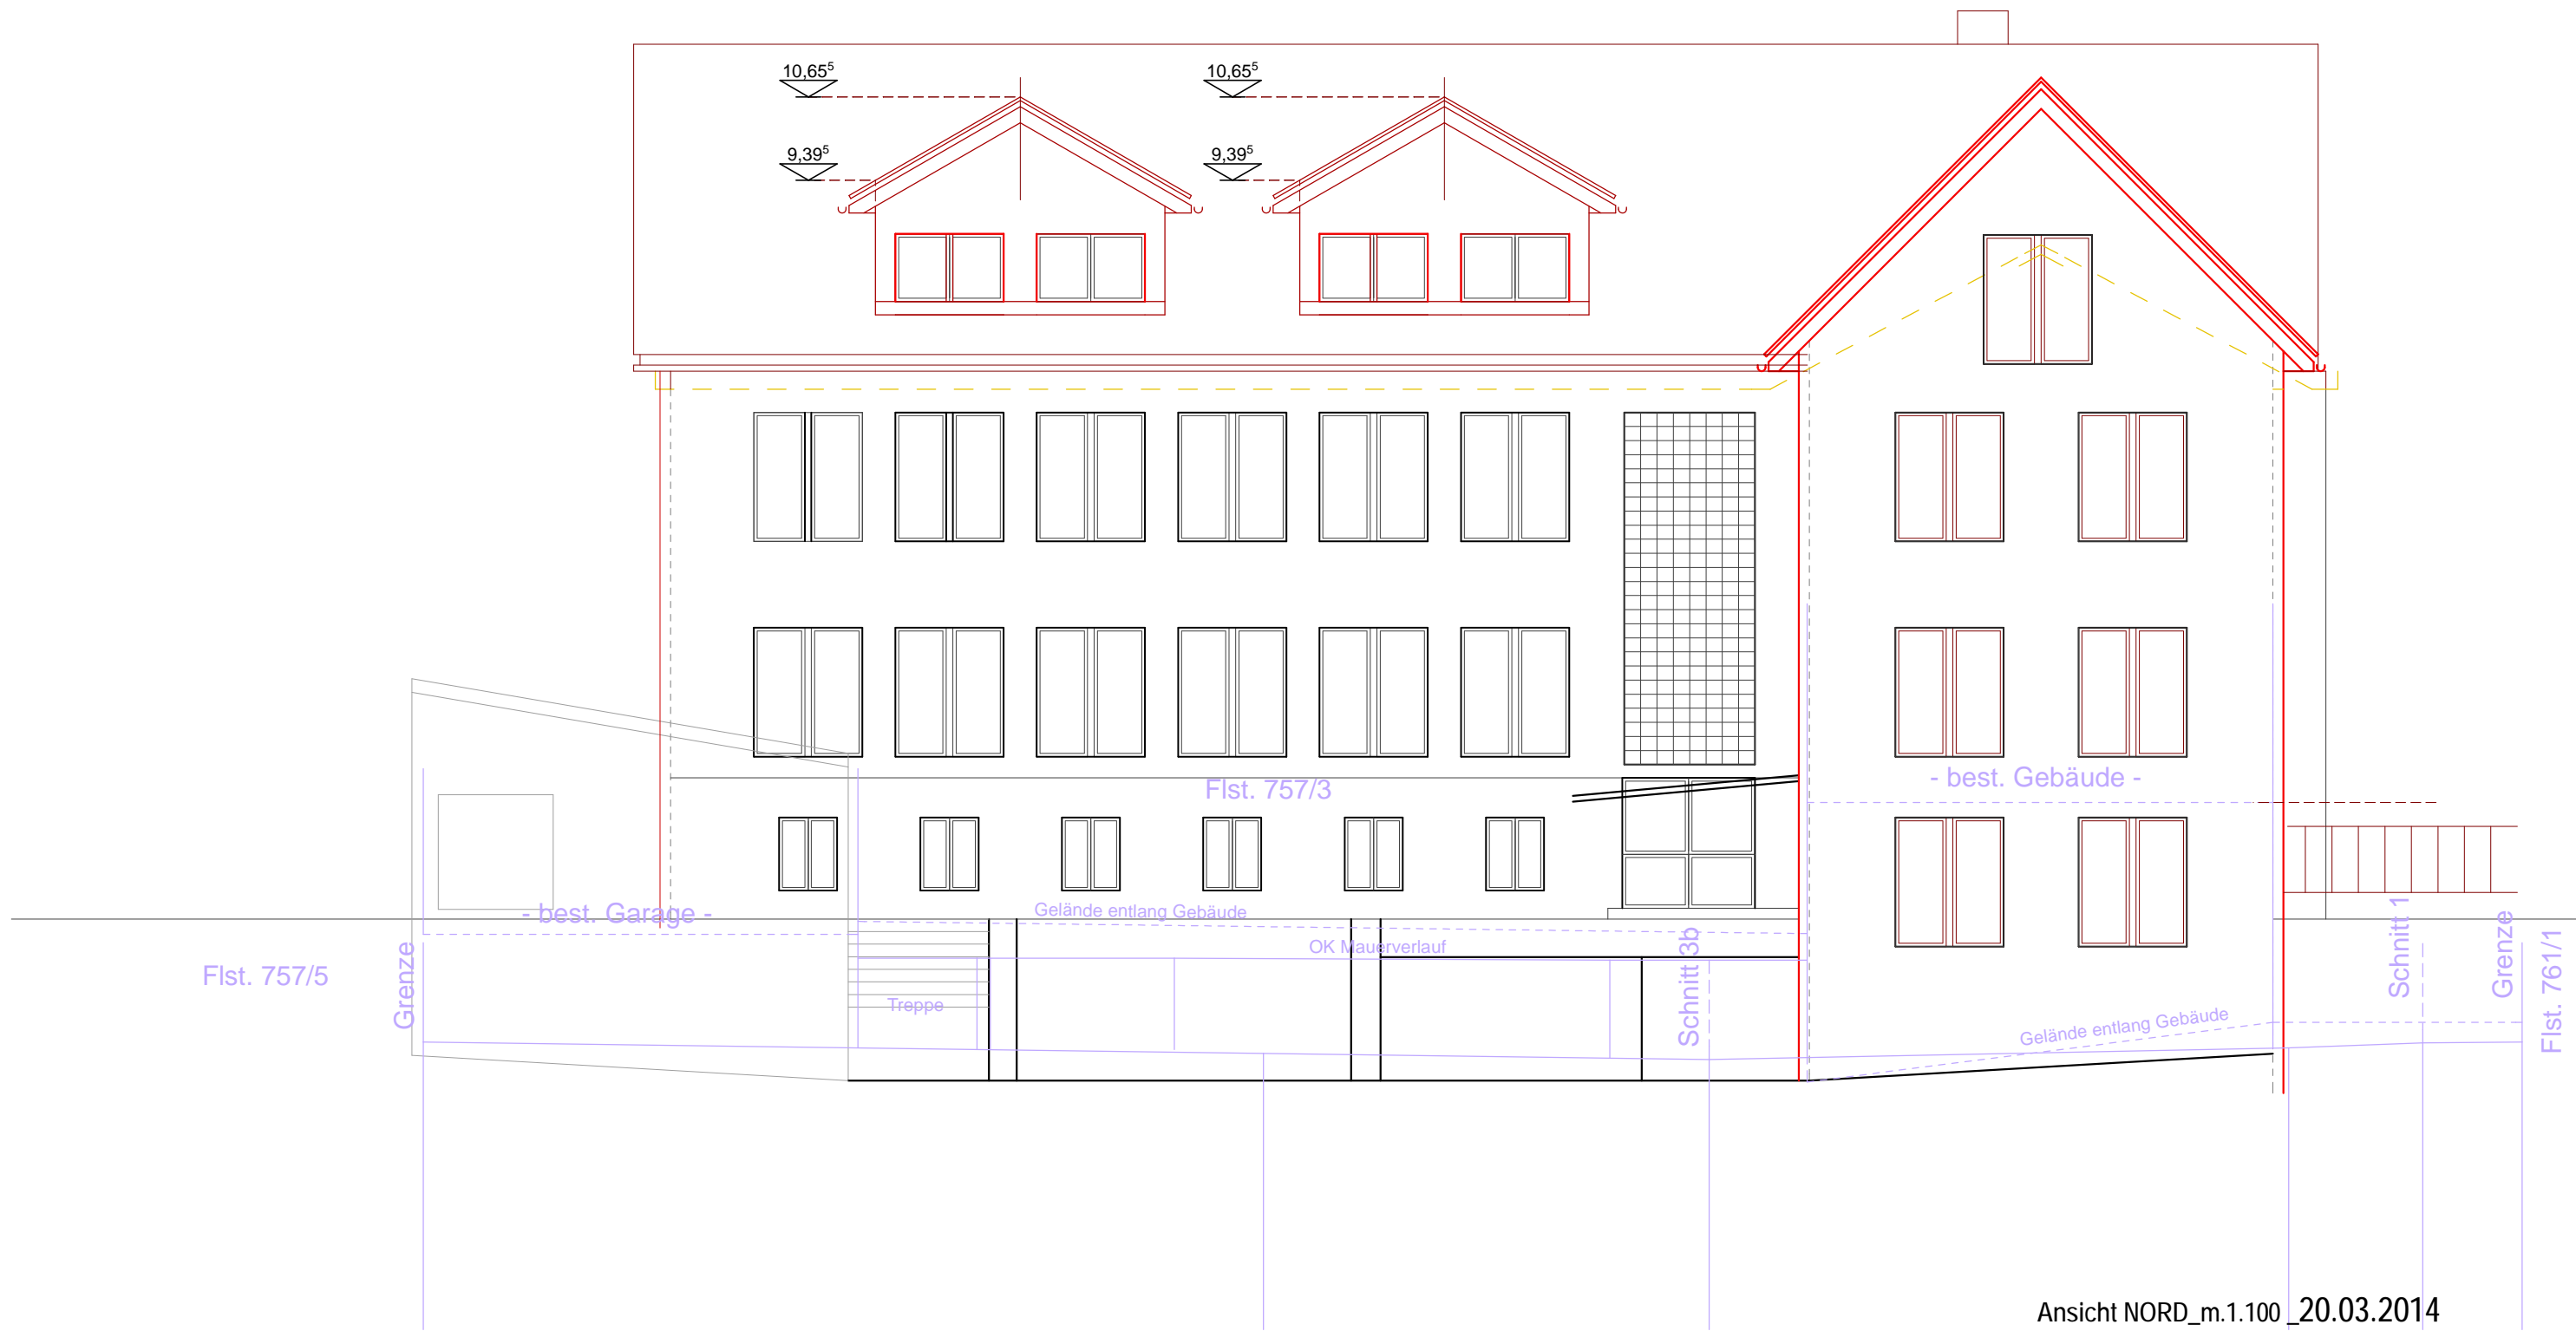 10,65⁵
10,65⁵
9,39⁵
9,39⁵
Flst. 757/3
- best. Gebäude -
- best. Garage -
Gelände entlang Gebäude
OK Mauerverlauf
Flst. 757/5
Grenze
Treppe
Schnitt 3b
Gelände entlang Gebäude
Schnitt 1
Grenze
Flst. 761/1
Ansicht NORD_m.1.100_20.03.2014